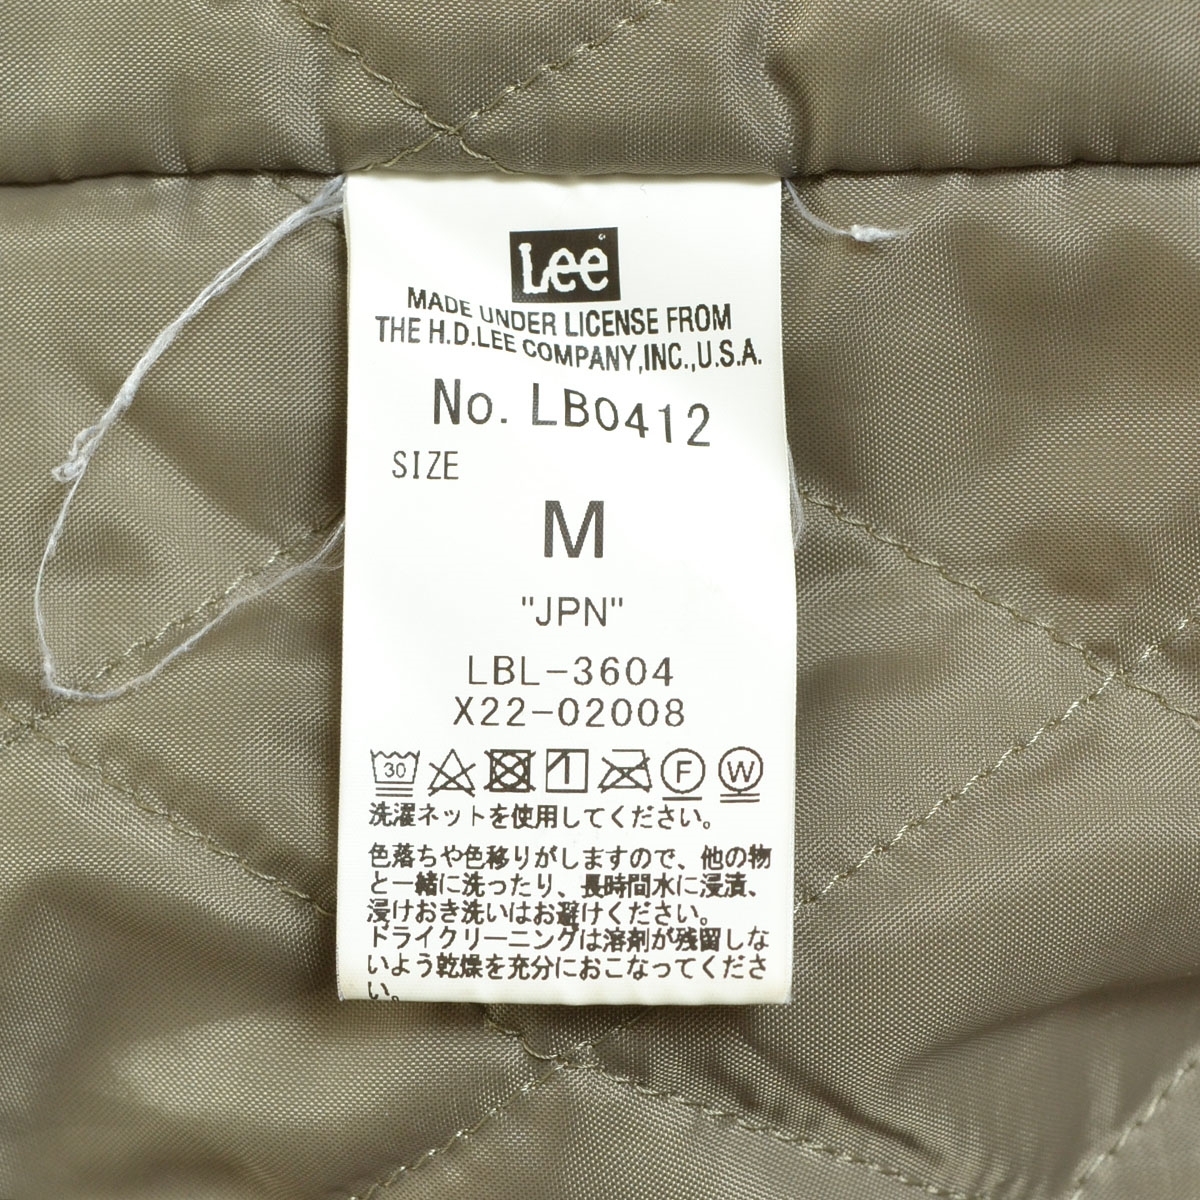 Lee
MADE UNDER LICENSE FROM
THE H.D.LEE COMPANY,INC.,U.S.A.
No. LB0412
SIZE
M
"JPN"
LBL-3604
X22-02008
30 F W
洗濯ネットを使用してください。
色落ちや色移りがしますので、他の物
と一緒に洗ったり、長時間水に浸漬、
浸けおき洗いはお避けください。
ドライクリーニングは溶剤が残留しな
いよう乾燥を充分におこなってくださ
い。